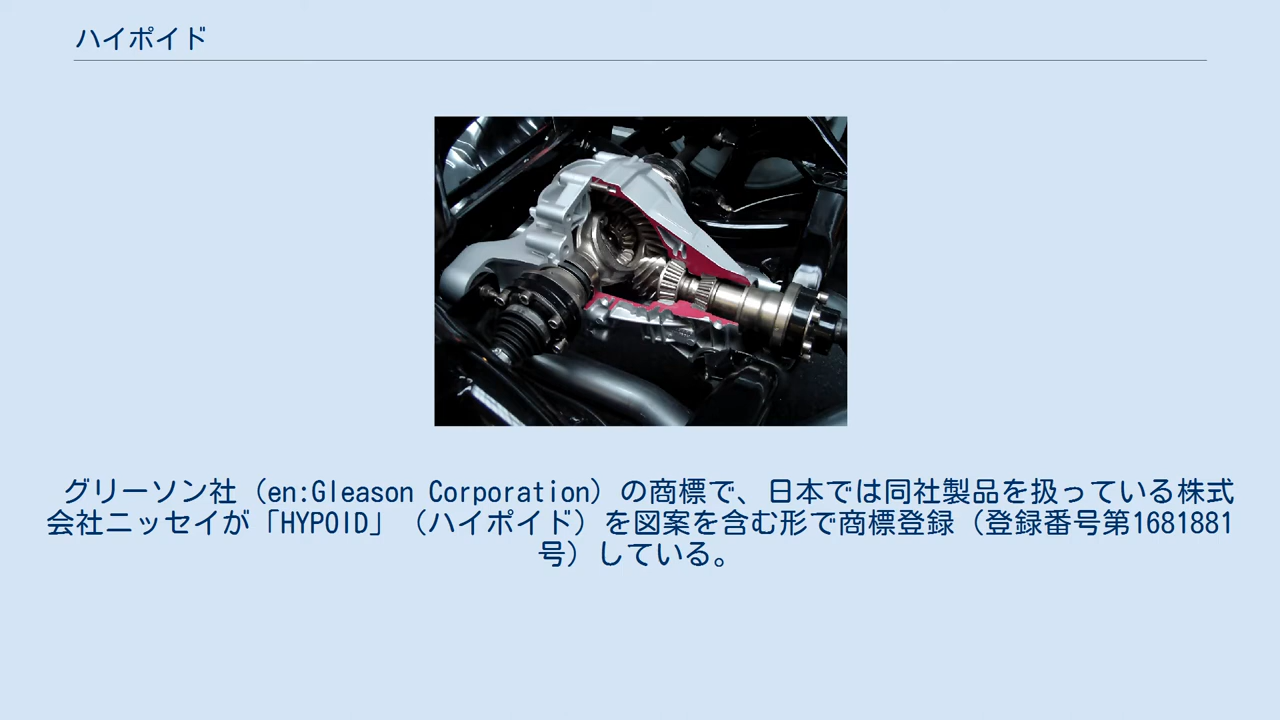 ハイポイド
グリーソン社（en:Gleason Corporation）の商標で、日本では同社製品を扱っている株式
会社ニッセイが「HYPOID」（ハイポイド）を図案を含む形で商標登録（登録番号第1681881
号）している。